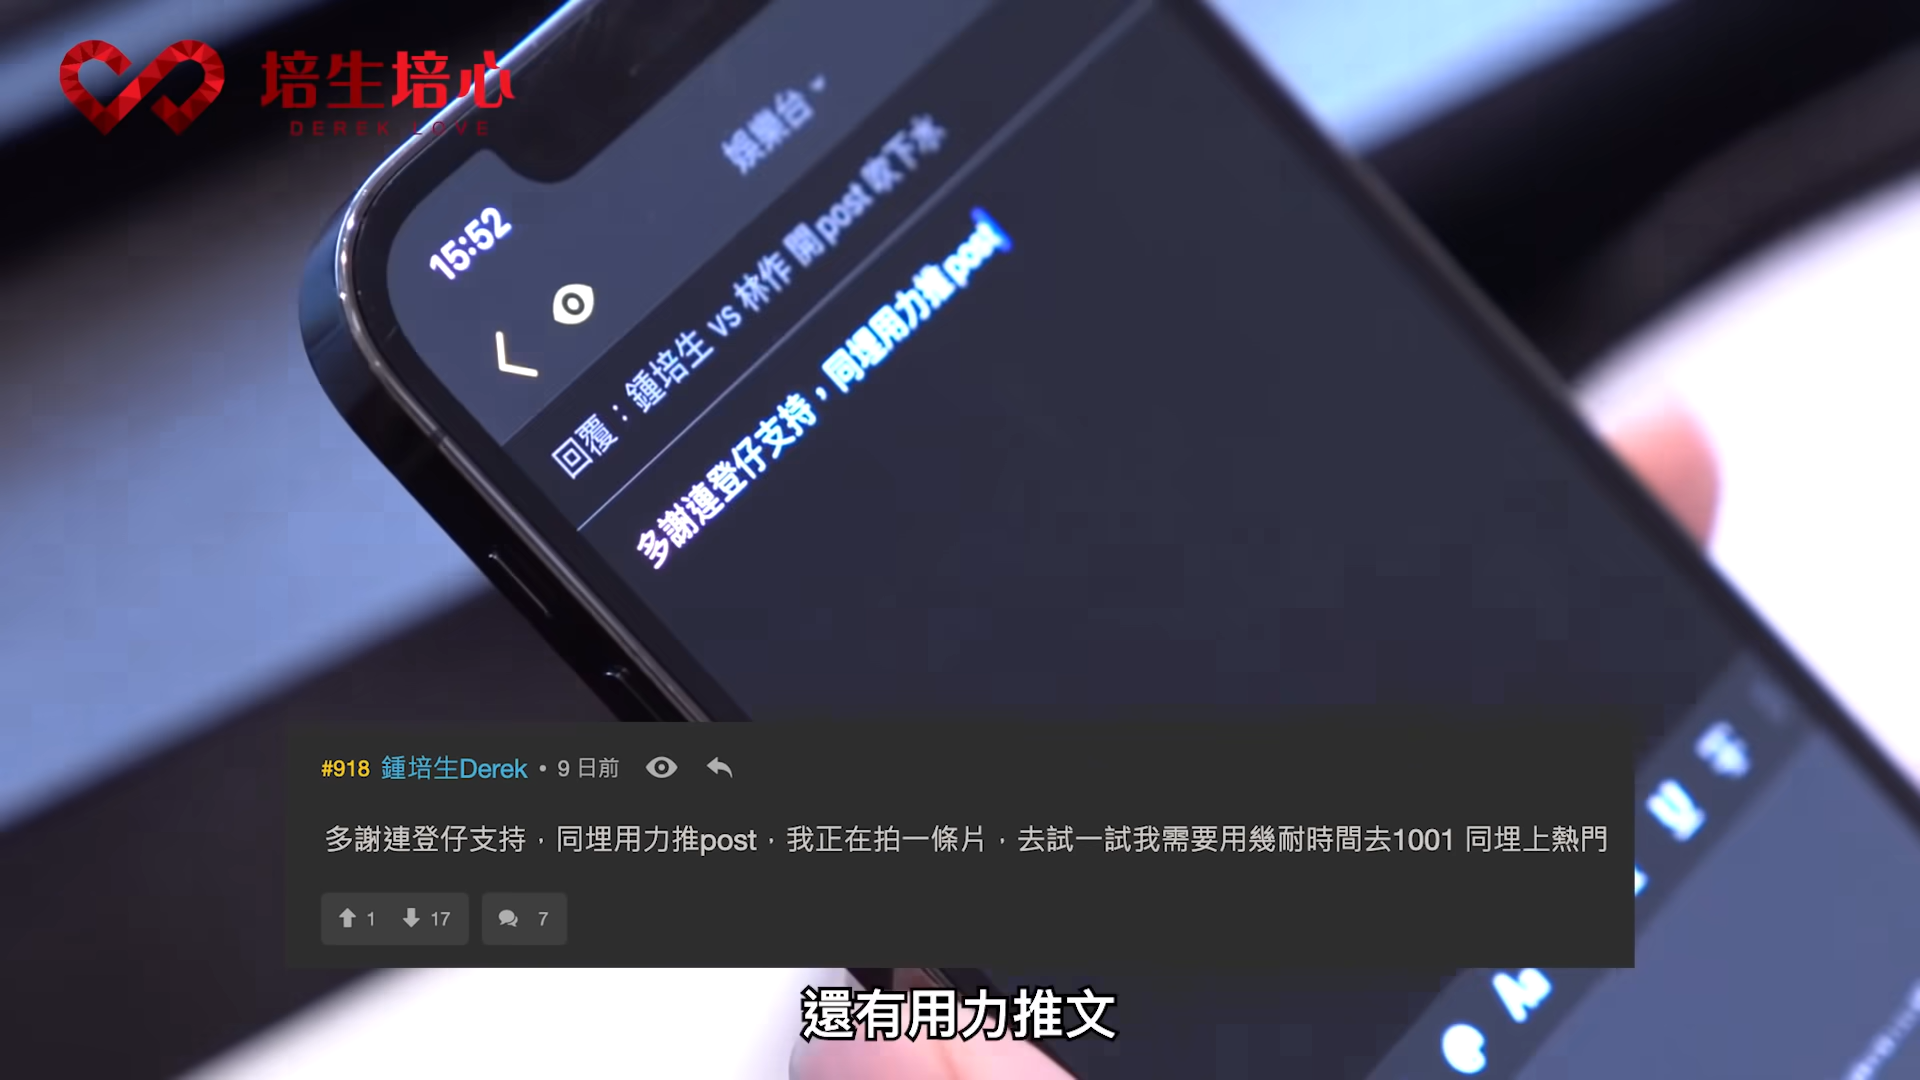 培生培心
DEREK LOVE
娛樂台
15:52
回覆：鍾培生 vs 林作 開post 吹下水
多謝連登仔支持，同埋用力推post
#918 鍾培生Derek • 9 日前
多謝連登仔支持，同埋用力推post，我正在拍一條片，去試一試我需要用幾耐時間去1001 同埋上熱門
1 17 7
還有用力推文